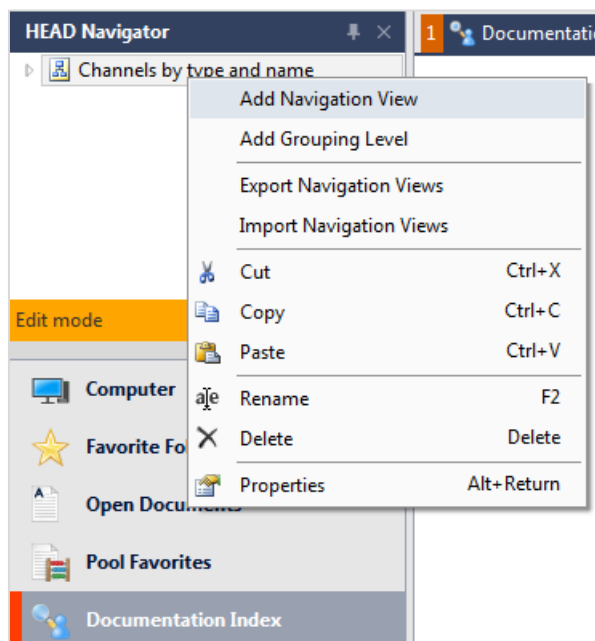 HEAD Navigator
1 Documentatio
Channels by type and name
Add Navigation View
Add Grouping Level
Export Navigation Views
Import Navigation Views
Cut Ctrl+X
Copy Ctrl+C
Paste Ctrl+V
Rename F2
Delete Delete
Properties Alt+Return
Edit mode
Computer
Favorite Fo
Open Documents
Pool Favorites
Documentation Index